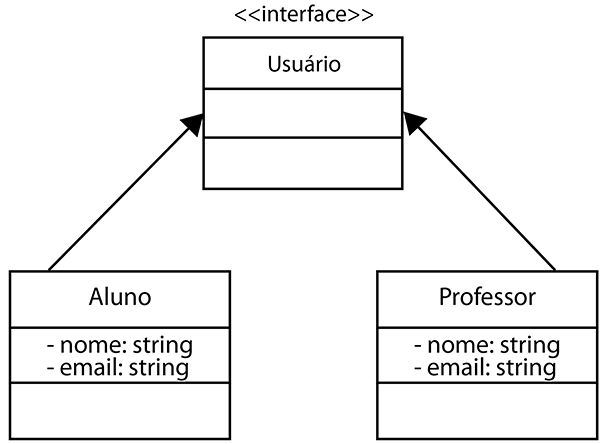 <<interface>>
Usuário
Aluno
- nome: string
- email: string
Professor
- nome: string
- email: string